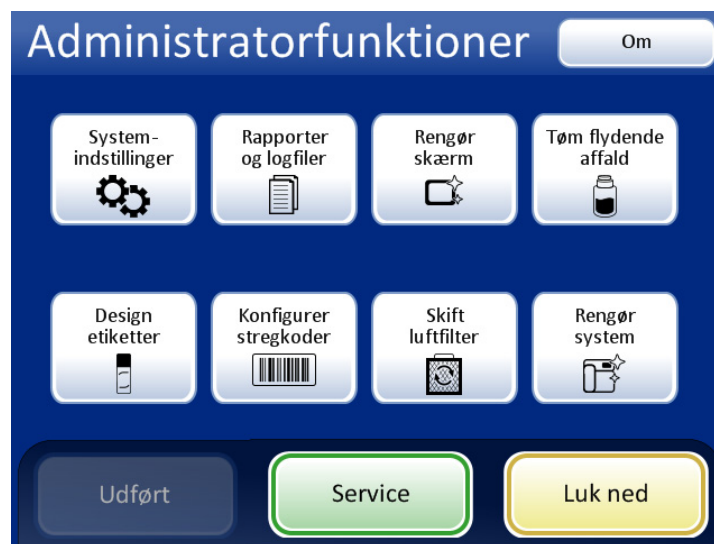 Administratorfunktioner
Om
System-
indstillinger
Rapporter
og logfiler
Rengør
skærm
Tøm flydende
affald
Design
etiketter
Konfigurer
stregkoder
Skift
luftfilter
Rengør
system
Udført
Service
Luk ned